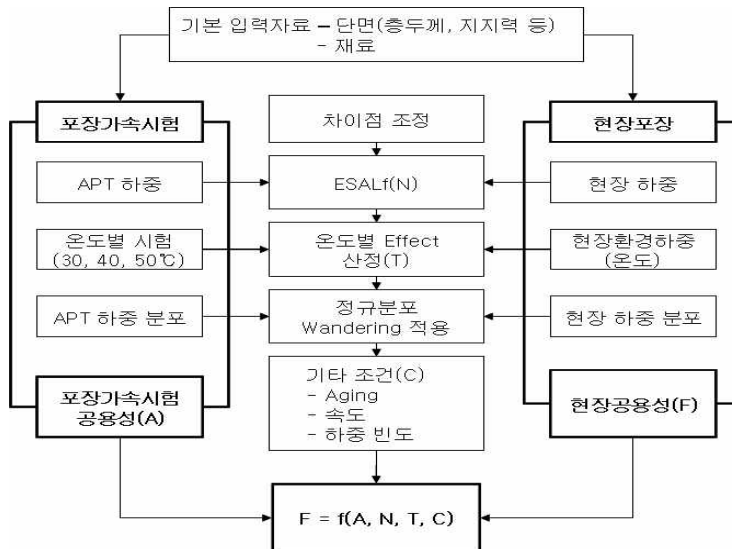 기본 입력자료 – 단면(층두께, 지지력 등)
- 재료
포장가속시험
차이점 조정
현장포장
APT 하중
ESALf(N)
현장 하중
온도별 시험
(30, 40, 50℃)
온도별 Effect
산정(T)
현장환경하중
(온도)
APT 하중 분포
정규분포
Wandering 적용
현장 하중 분포
포장가속시험
공용성(A)
기타 조건(C)
- Aging
- 속도
- 하중 빈도
현장공용성(F)
F = f(A, N, T, C)